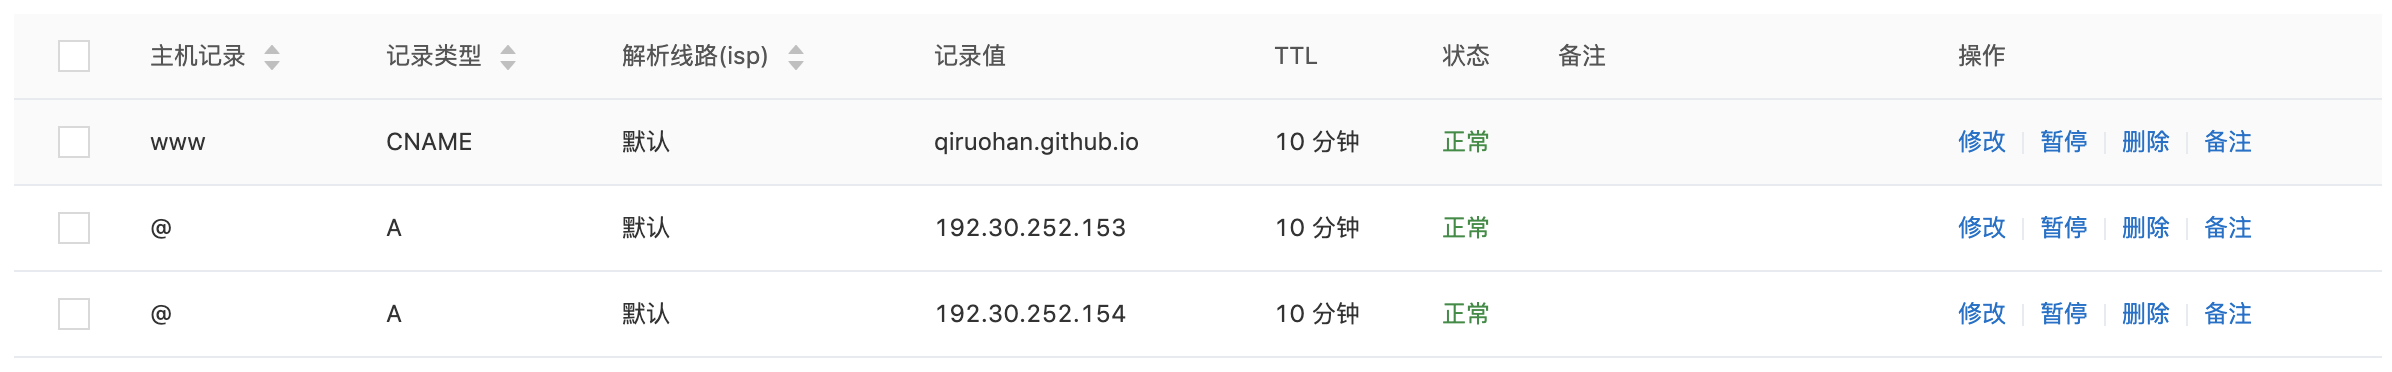 主机记录 记录类型 解析线路(isp) 记录值 TTL 状态 备注 操作
www CNAME 默认 qiruohan.github.io 10 分钟 正常 修改 暂停 删除 备注
@ A 默认 192.30.252.153 10 分钟 正常 修改 暂停 删除 备注
@ A 默认 192.30.252.154 10 分钟 正常 修改 暂停 删除 备注